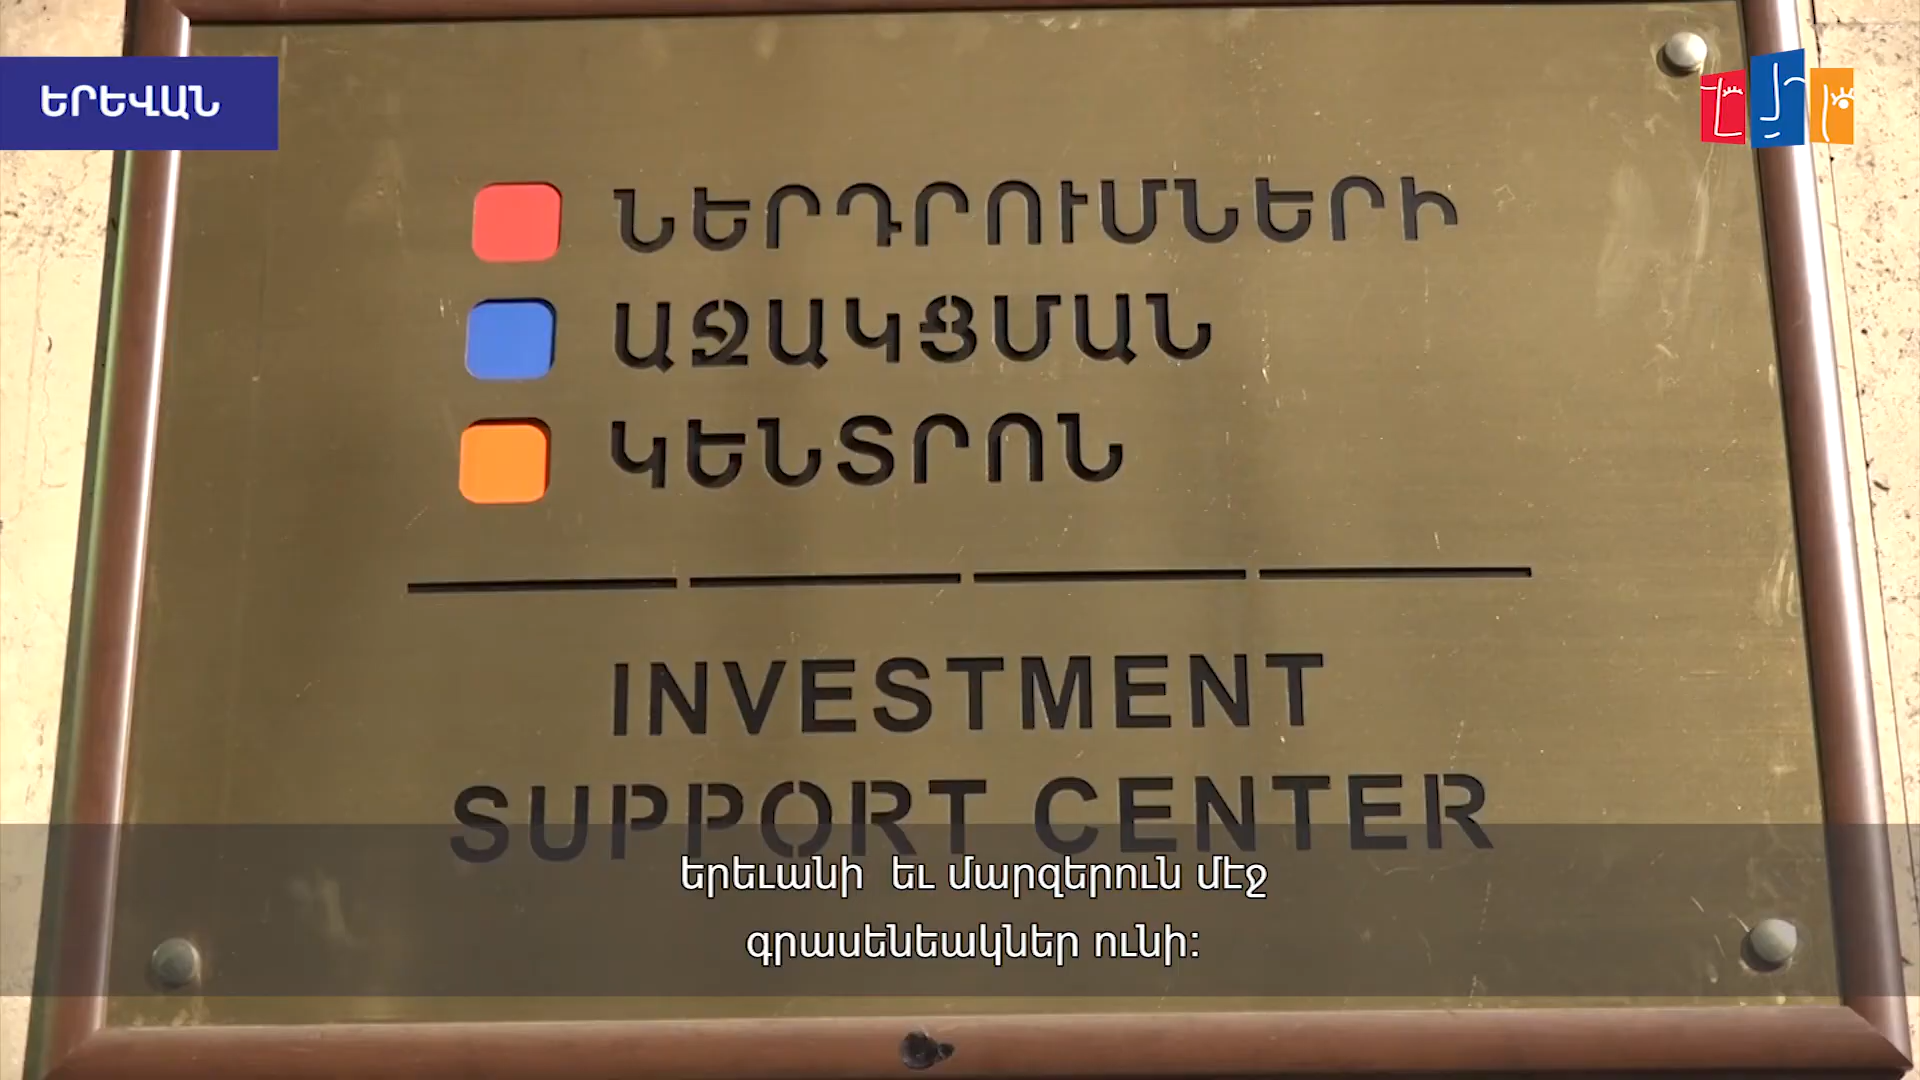 ԵՐԵՎԱՆ
ՆԵՐԴՐՈՒՄՆԵՐԻ
ԱՋԱԿՑՄԱՆ
ԿԵՆՏՐՈՆ
INVESTMENT
SUPPORT CENTER
երեւանի եւ մարզերուն մէջ
գրասենեակներ ունի: